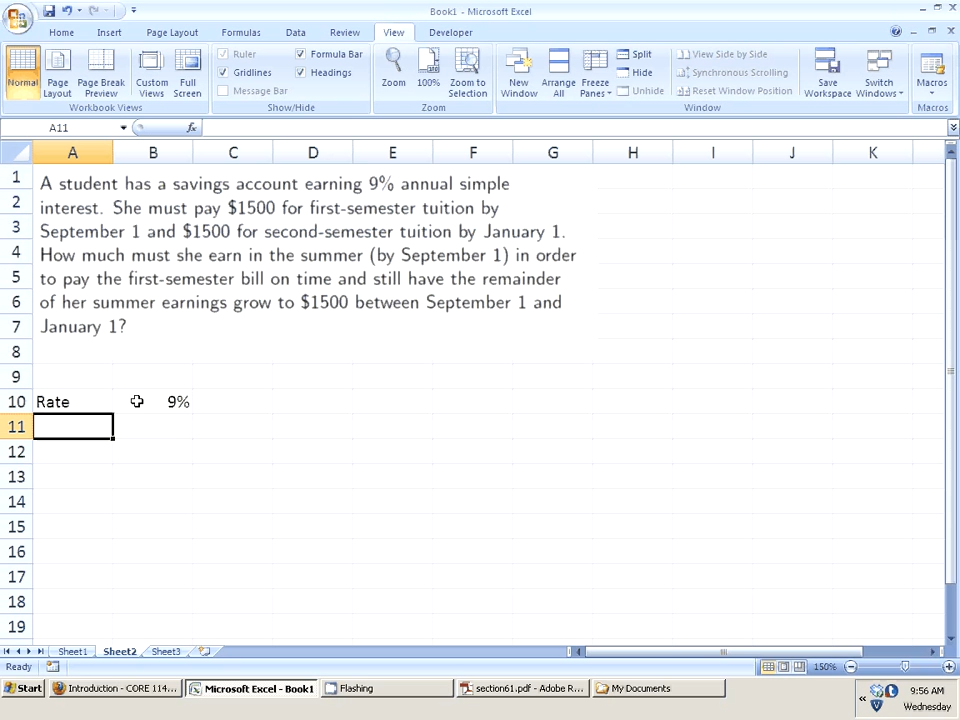 Book1 - Microsoft Excel
Home Insert Page Layout Formulas Data Review View Developer
Normal Page Layout Page Break Preview Custom Views Full Screen
Workbook Views
Ruler Formula Bar
Gridlines Headings
Message Bar
Show/Hide
Zoom 100% Zoom to Selection
Zoom
New Window Arrange All Freeze Panes
Split
Hide
Unhide
View Side by Side
Synchronous Scrolling
Reset Window Position
Save Workspace Switch Windows
Window
Macros
Macros
A11 fx
A B C D E F G H I J K
1
2
3
4
5
6
7
8
9
A student has a savings account earning 9% annual simple
interest. She must pay $1500 for first-semester tuition by
September 1 and $1500 for second-semester tuition by January 1.
How much must she earn in the summer (by September 1) in order
to pay the first-semester bill on time and still have the remainder
of her summer earnings grow to $1500 between September 1 and
January 1?
10 Rate 9%
11
12
13
14
15
16
17
18
19
Sheet1 Sheet2 Sheet3
Ready 150%
Start Introduction - CORE 114... Microsoft Excel - Book1 Flashing section61.pdf - Adobe R... My Documents
9:56 AM
Wednesday